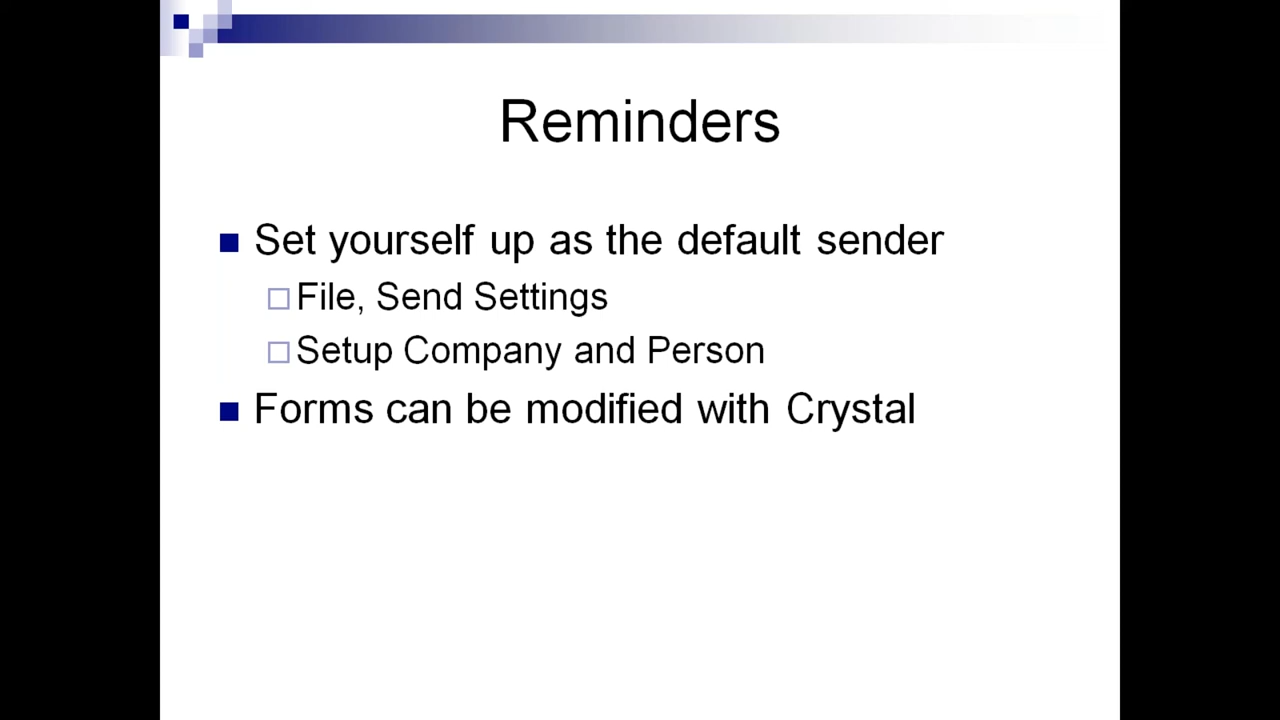 Reminders
Set yourself up as the default sender
File, Send Settings
Setup Company and Person
Forms can be modified with Crystal